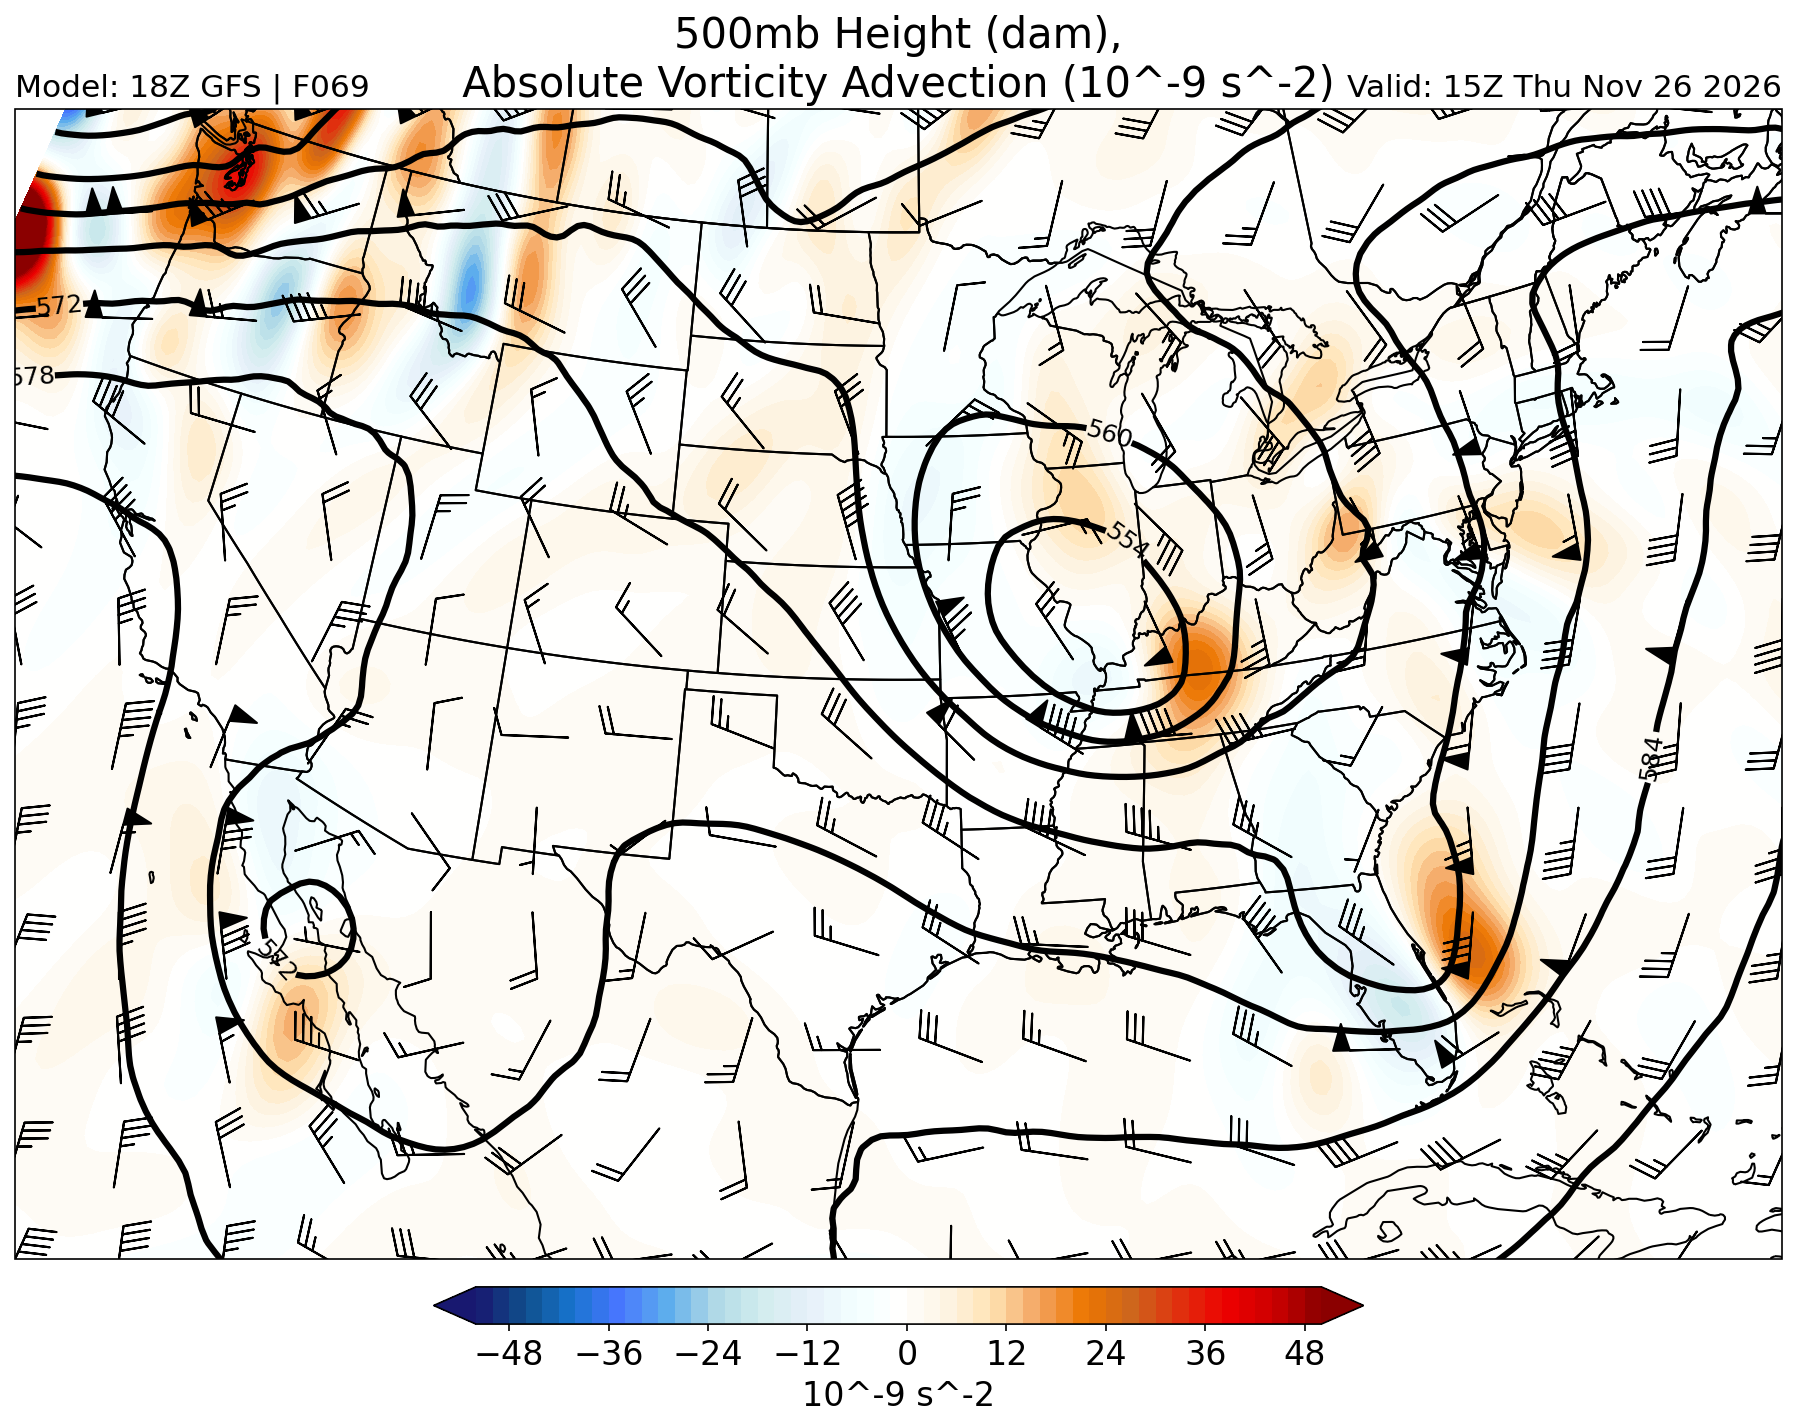 500mb Height (dam),
Model: 18Z GFS | F069
Absolute Vorticity Advection (10^-9 s^-2)
Valid: 15Z Thu Nov 26 2026
572
578
560
554
584
572
−48 −36 −24 −12 0 12 24 36 48
10^-9 s^-2